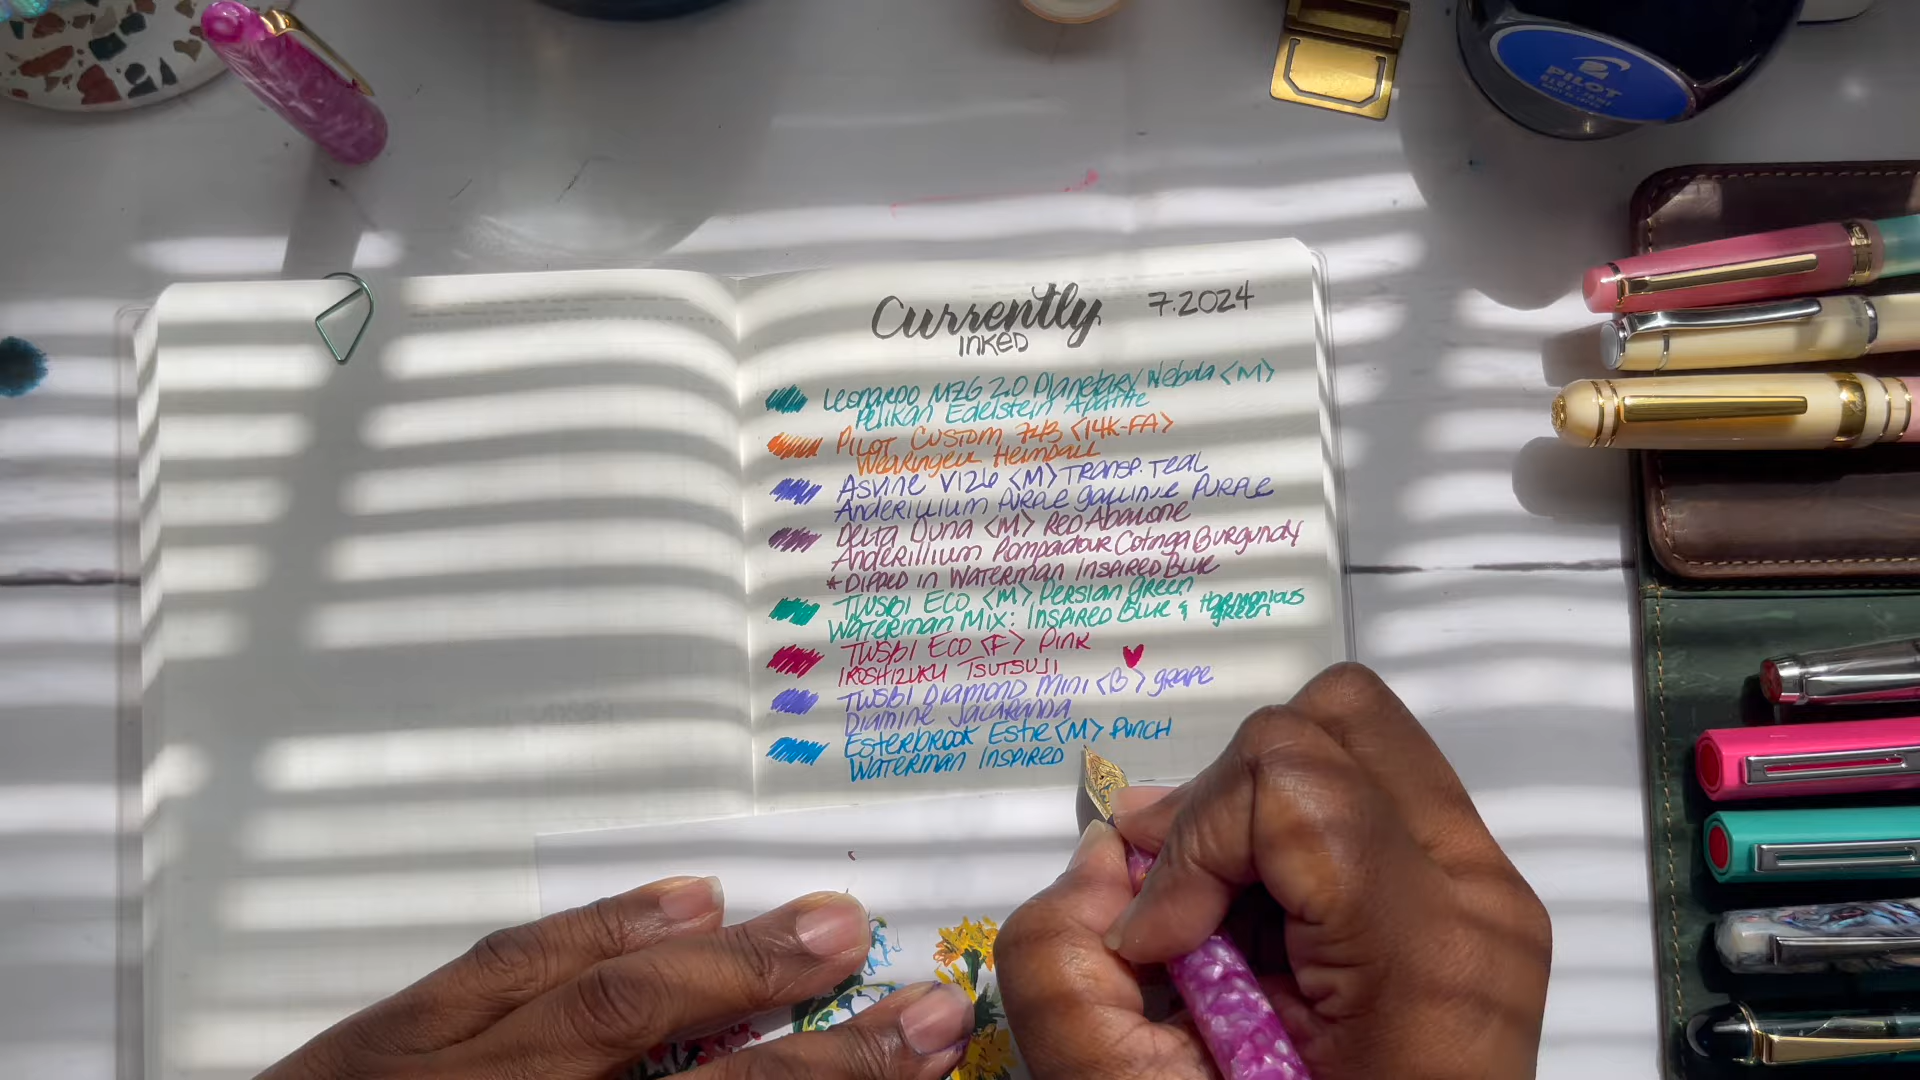 Currently 7.2024
INKED
Leonardo MZG 2.0 Planetary Nebula <M>
Pelikan Edelstein Apatite
Pilot Custom 743 <14K-FA>
Wearingeul Heimdall
Asvine V126 <M> Transp. Teal
Anderillium Purple Gallinule Purple
Delta Duna <M> Red Abalone
Anderillium Pompadour Cotinga Burgundy
*Dipped in Waterman Inspired Blue
TWSBI ECO <M> Persian Green
Waterman Mix: Inspired Blue & Harmonious
Green
TWSBI ECO <F> Pink
IROSHIZUKU TSUTSUJI
TWSBI Diamond Mini <B> grape
Diamine Jacaranda
Esterbrook Estie <M> Punch
Waterman Inspired
PILOT